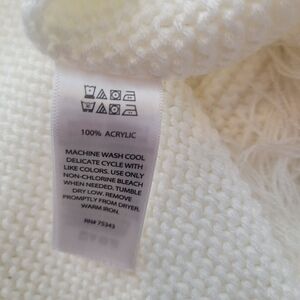 100% ACRYLIC
MACHINE WASH COOL
DELICATE CYCLE WITH
LIKE COLORS. USE ONLY
NON-CHLORINE BLEACH
WHEN NEEDED. TUMBLE
DRY LOW. REMOVE
PROMPTLY FROM DRYER.
WARM IRON.
RN# 75343